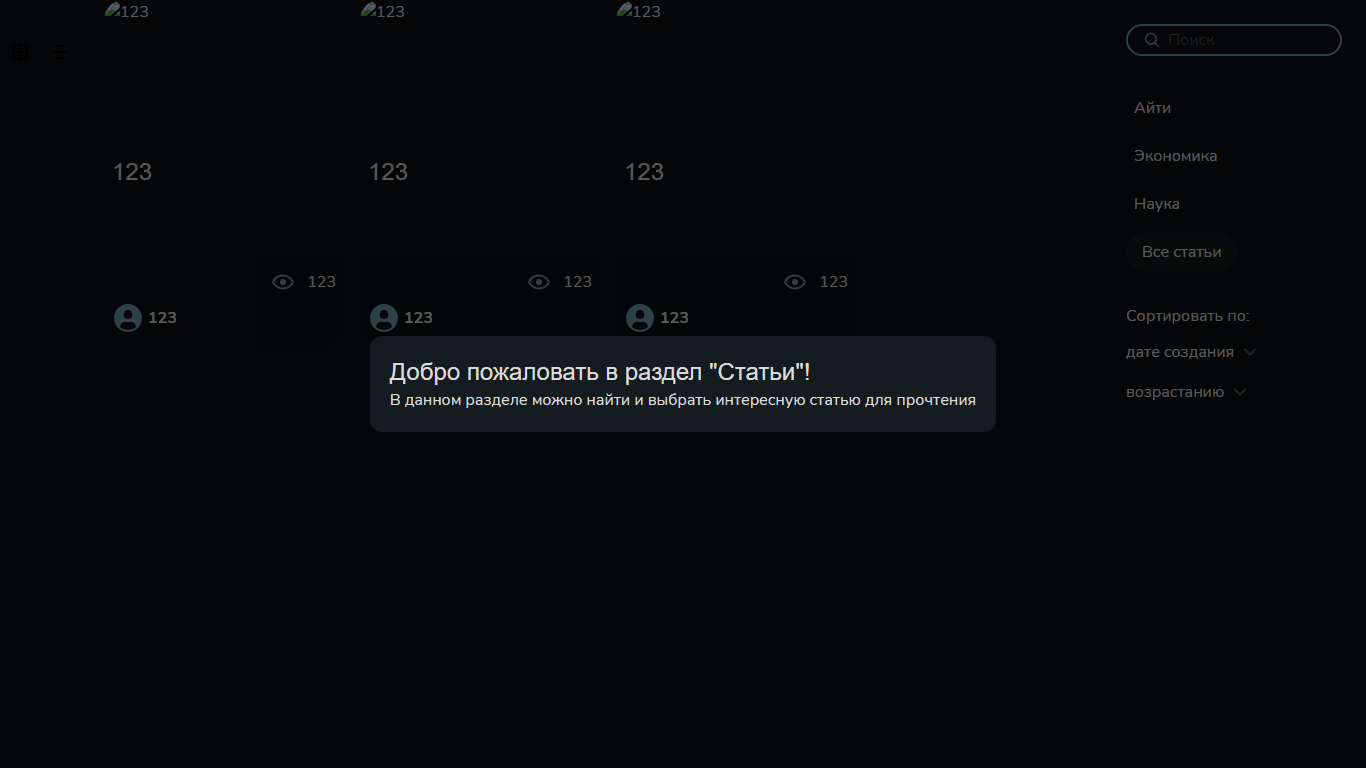 123 123 123
Поиск
Айти
Экономика
123 123 123
Наука
Все статьи
123 123 123
123 123 123
Сортировать по:
дате создания
возрастанию
Добро пожаловать в раздел "Статьи"!
В данном разделе можно найти и выбрать интересную статью для прочтения